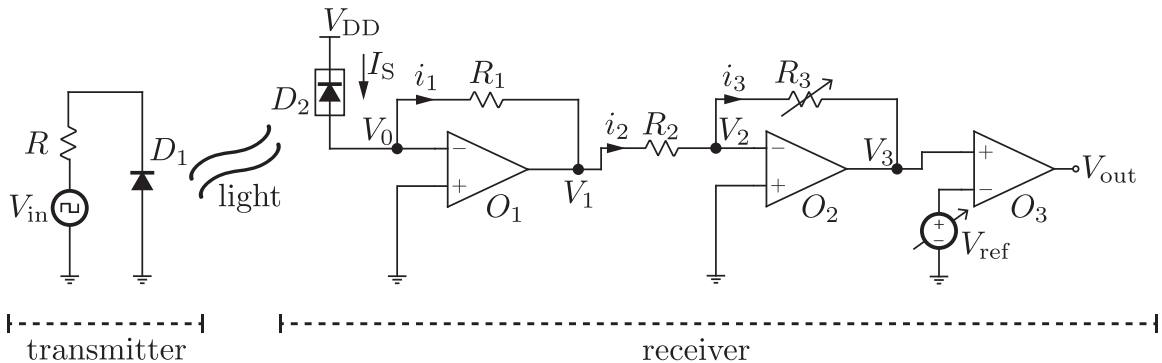 V_DD
I_S
D_2
R
D_1
V_in
light
V_0
i_1
R_1
−
+
O_1
V_1
i_2
R_2
V_2
i_3
R_3
−
+
O_2
V_3
+
−
O_3
V_out
+
−
V_ref
transmitter
receiver